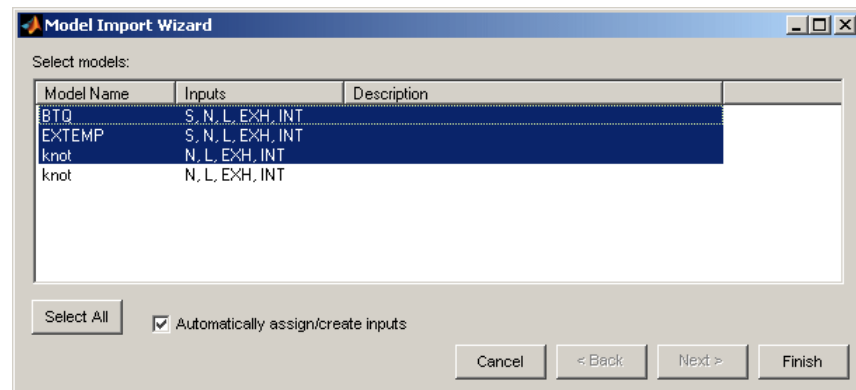 Model Import Wizard
Select models:
Model Name Inputs Description
BTQ S, N, L, EXH, INT
EXTEMP S, N, L, EXH, INT
knot N, L, EXH, INT
knot N, L, EXH, INT
Select All Automatically assign/create inputs
Cancel < Back Next > Finish